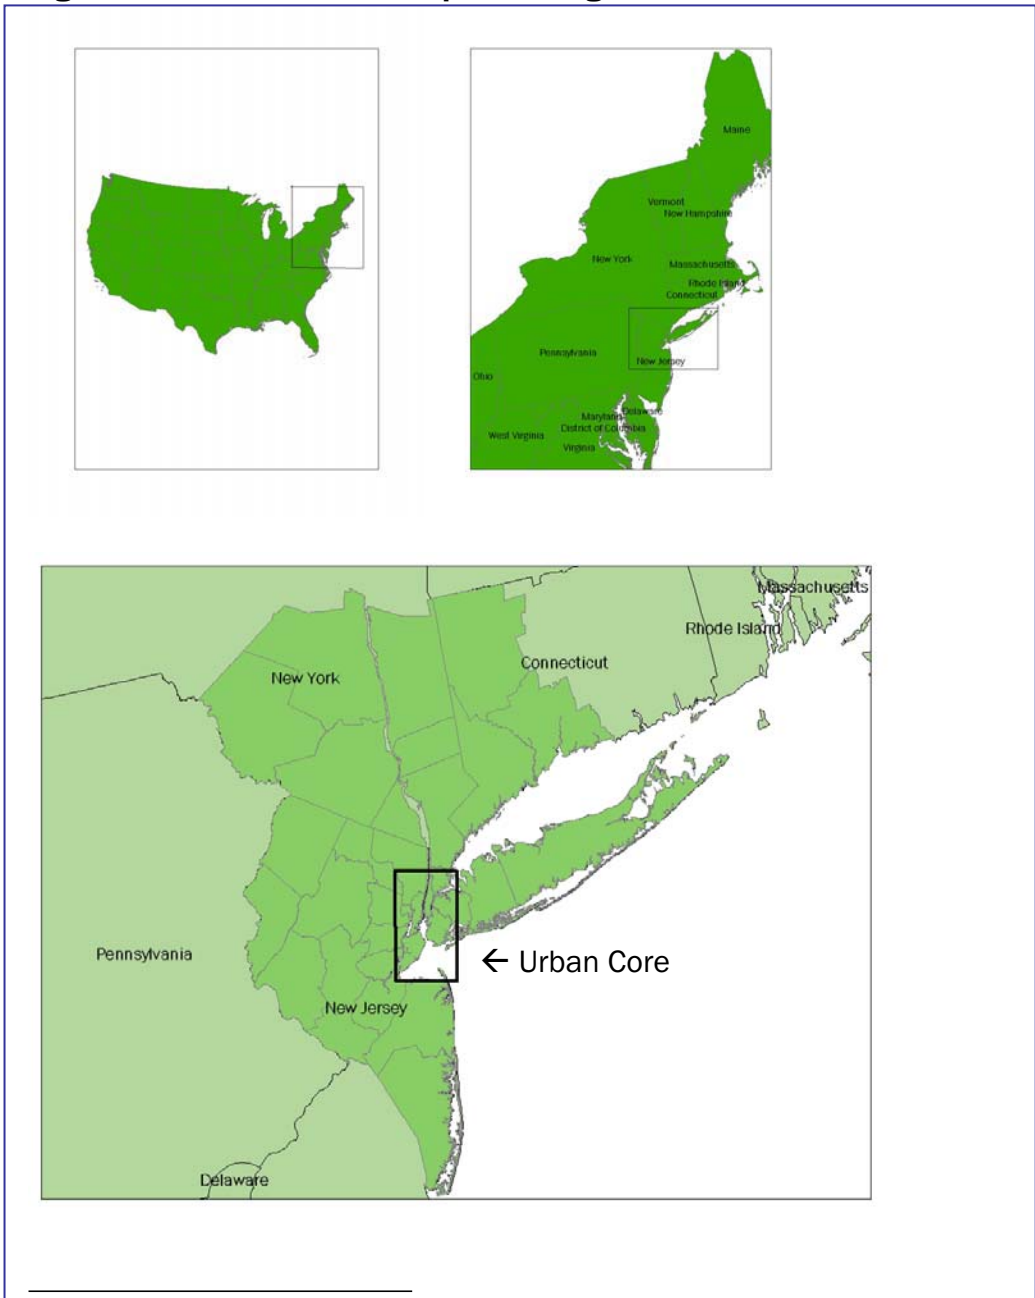 Maine
Vermont
New Hampshire
New York
Massachusetts
Rhode Island
Connecticut
Pennsylvania
New Jersey
Ohio
Maryland
Delaware
District of Columbia
West Virginia
Virginia
Massachusetts
Rhode Island
Connecticut
New York
Pennsylvania
← Urban Core
New Jersey
Delaware